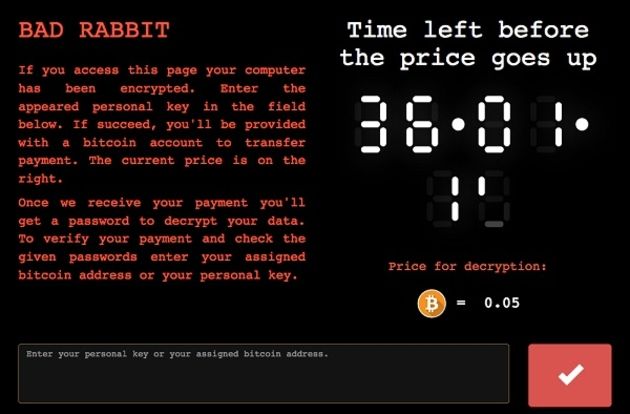 BAD RABBIT
If you access this page your computer
has been encrypted. Enter the
appeared personal key in the field
below. If succeed, you'll be provided
with a bitcoin account to transfer
payment. The current price is on the
right.
Once we receive your payment you'll
get a password to decrypt your data.
To verify your payment and check the
given passwords enter your assigned
bitcoin address or your personal key.
Time left before
the price goes up
36.01.
Price for decryption:
= 0.05
Enter your personal key or your assigned bitcoin address.